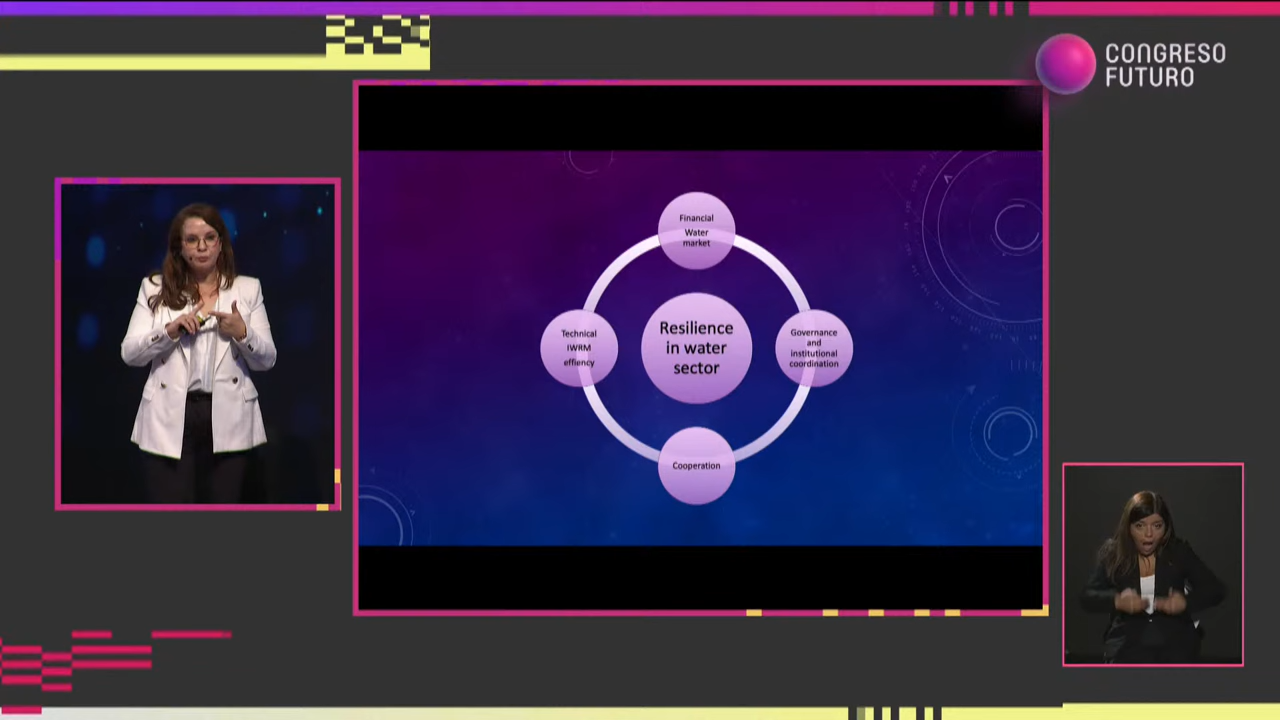 CONGRESO
FUTURO
Financial
Water
market
Technical
IWRM
effiency
Resilience
in water
sector
Governance
and
institutional
coordination
Cooperation